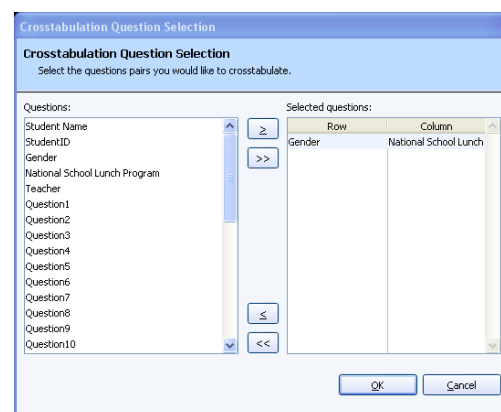 Crosstabulation Question Selection
Crosstabulation Question Selection
Select the questions pairs you would like to crosstabulate.
Questions:
Student Name
StudentID
Gender
National School Lunch Program
Teacher
Question1
Question2
Question3
Question4
Question5
Question6
Question7
Question8
Question9
Question10
≥
>>
≤
<<
Selected questions:
Row Column
Gender National School Lunch
OK Cancel